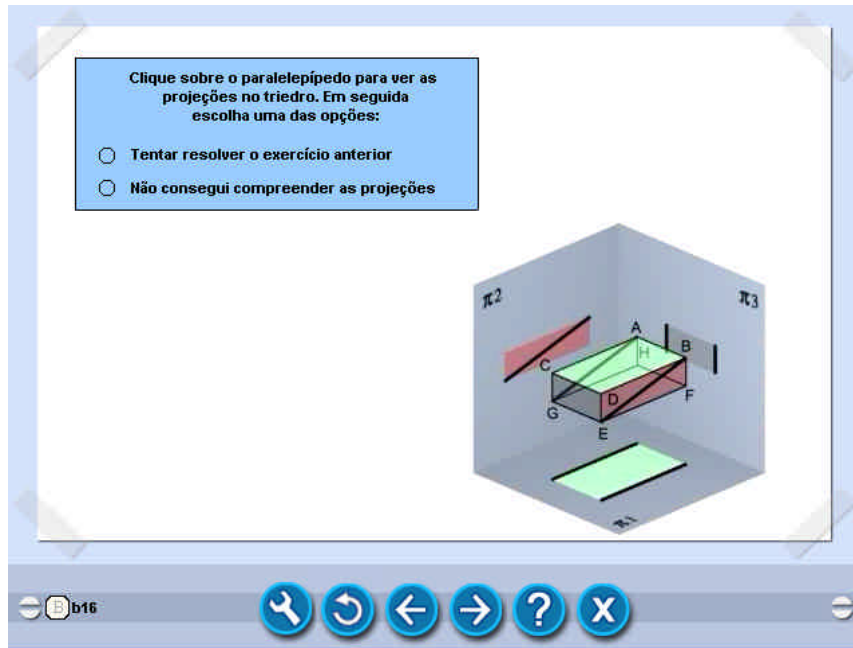 Clique sobre o paralelepípedo para ver as
projeções no triedro. Em seguida
escolha uma das opções:
Tentar resolver o exercício anterior
Não consegui compreender as projeções
π2
π3
A
H
B
C
D
G
F
E
π1
B b16
?
X